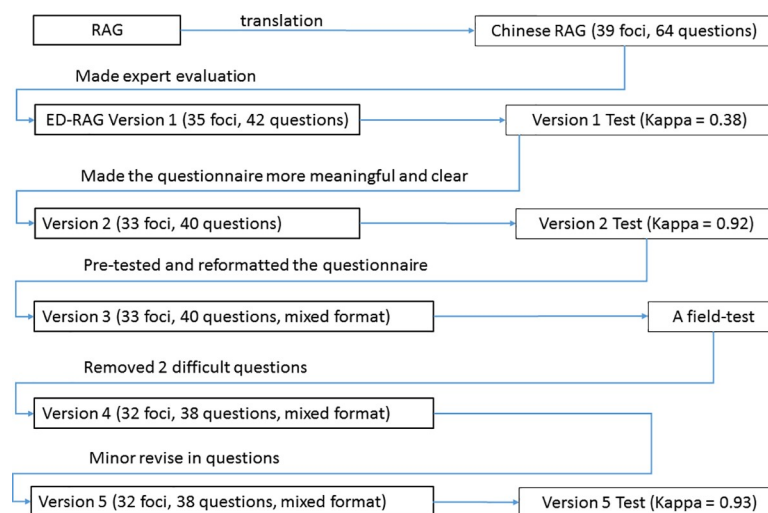 RAG
translation
Chinese RAG (39 foci, 64 questions)
Made expert evaluation
ED-RAG Version 1 (35 foci, 42 questions)
Version 1 Test (Kappa = 0.38)
Made the questionnaire more meaningful and clear
Version 2 (33 foci, 40 questions)
Version 2 Test (Kappa = 0.92)
Pre-tested and reformatted the questionnaire
Version 3 (33 foci, 40 questions, mixed format)
A field-test
Removed 2 difficult questions
Version 4 (32 foci, 38 questions, mixed format)
Minor revise in questions
Version 5 (32 foci, 38 questions, mixed format)
Version 5 Test (Kappa = 0.93)